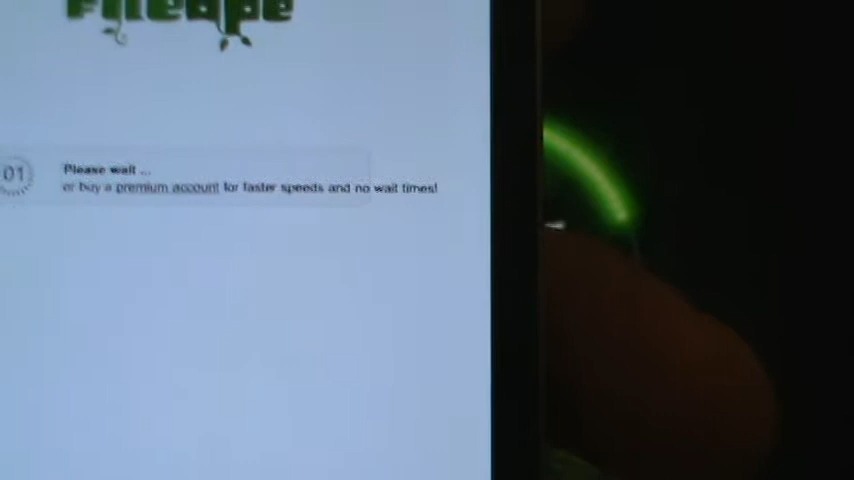 Fileape
01
Please wait ...
or buy a premium account for faster speeds and no wait times!